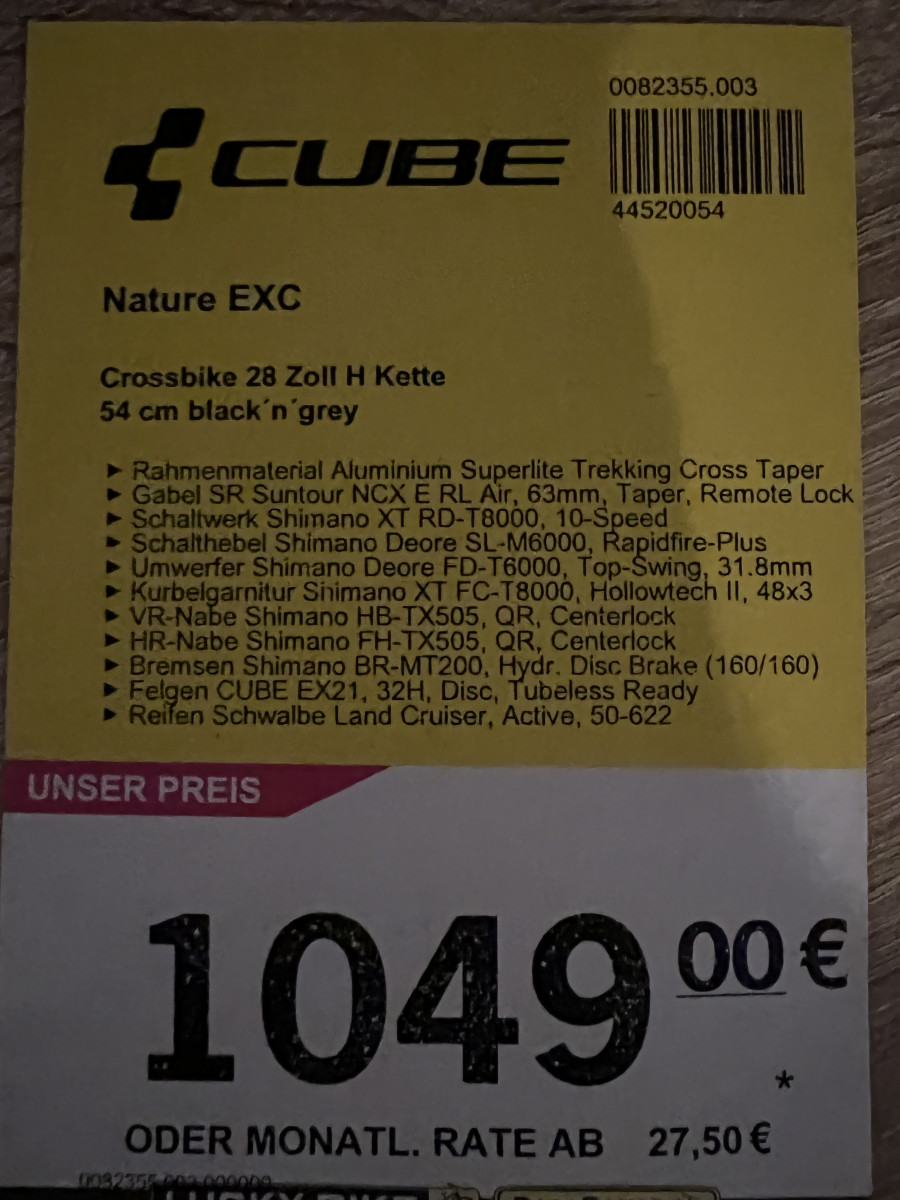 0082355.003
CUBE
44520054
Nature EXC
Crossbike 28 Zoll H Kette
54 cm black´n´grey
► Rahmenmaterial Aluminium Superlite Trekking Cross Taper
► Gabel SR Suntour NCX E RL Air, 63mm, Taper, Remote Lock
► Schaltwerk Shimano XT RD-T8000, 10-Speed
► Schalthebel Shimano Deore SL-M6000, Rapidfire-Plus
► Umwerfer Shimano Deore FD-T6000, Top-Swing, 31.8mm
► Kurbelgarnitur Shimano XT FC-T8000, Hollowtech II, 48x3
► VR-Nabe Shimano HB-TX505, QR, Centerlock
► HR-Nabe Shimano FH-TX505, QR, Centerlock
► Bremsen Shimano BR-MT200, Hydr. Disc Brake (160/160)
► Felgen CUBE EX21, 32H, Disc, Tubeless Ready
► Reifen Schwalbe Land Cruiser, Active, 50-622
UNSER PREIS
1049 00 €
*
ODER MONATL. RATE AB 27,50 €